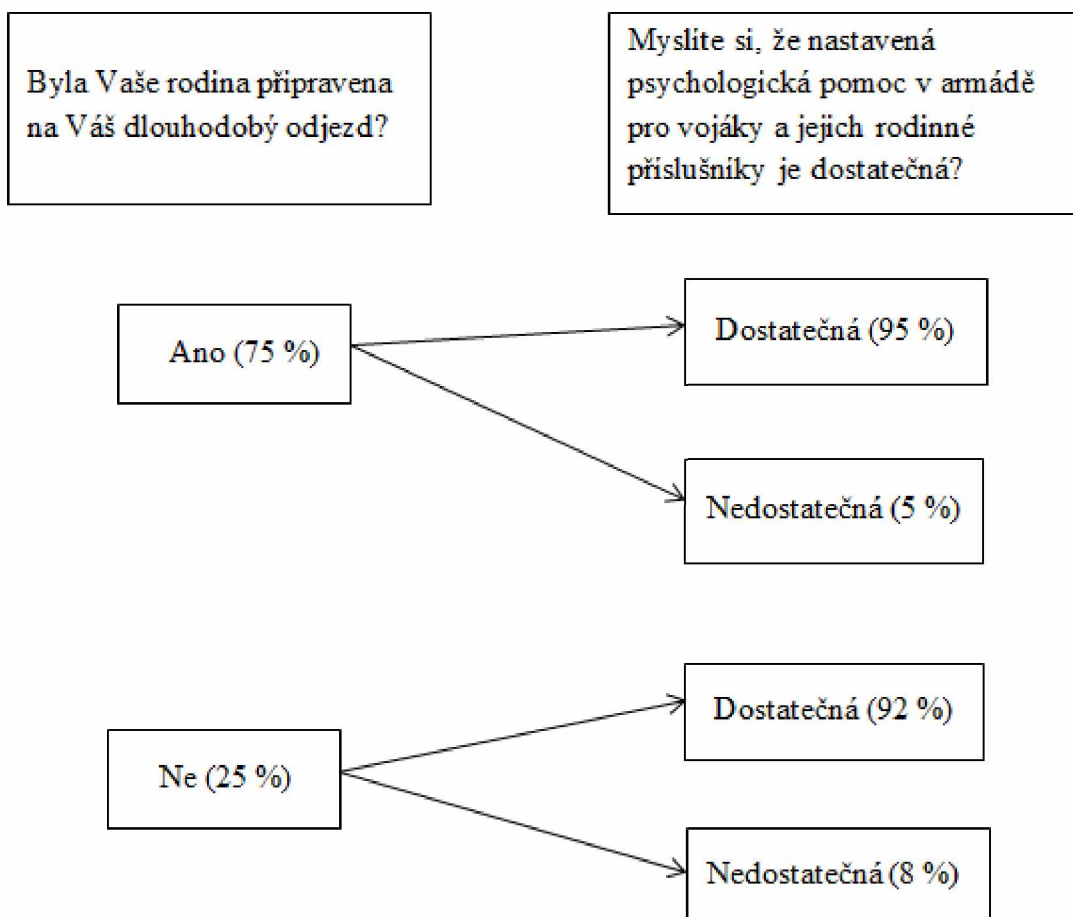 Byla Vaše rodina připravena
na Váš dlouhodobý odjezd?
Myslíte si, že nastavená
psychologická pomoc v armádě
pro vojáky a jejich rodinné
příslušníky je dostatečná?
Ano (75 %)
Dostatečná (95 %)
Nedostatečná (5 %)
Ne (25 %)
Dostatečná (92 %)
Nedostatečná (8 %)